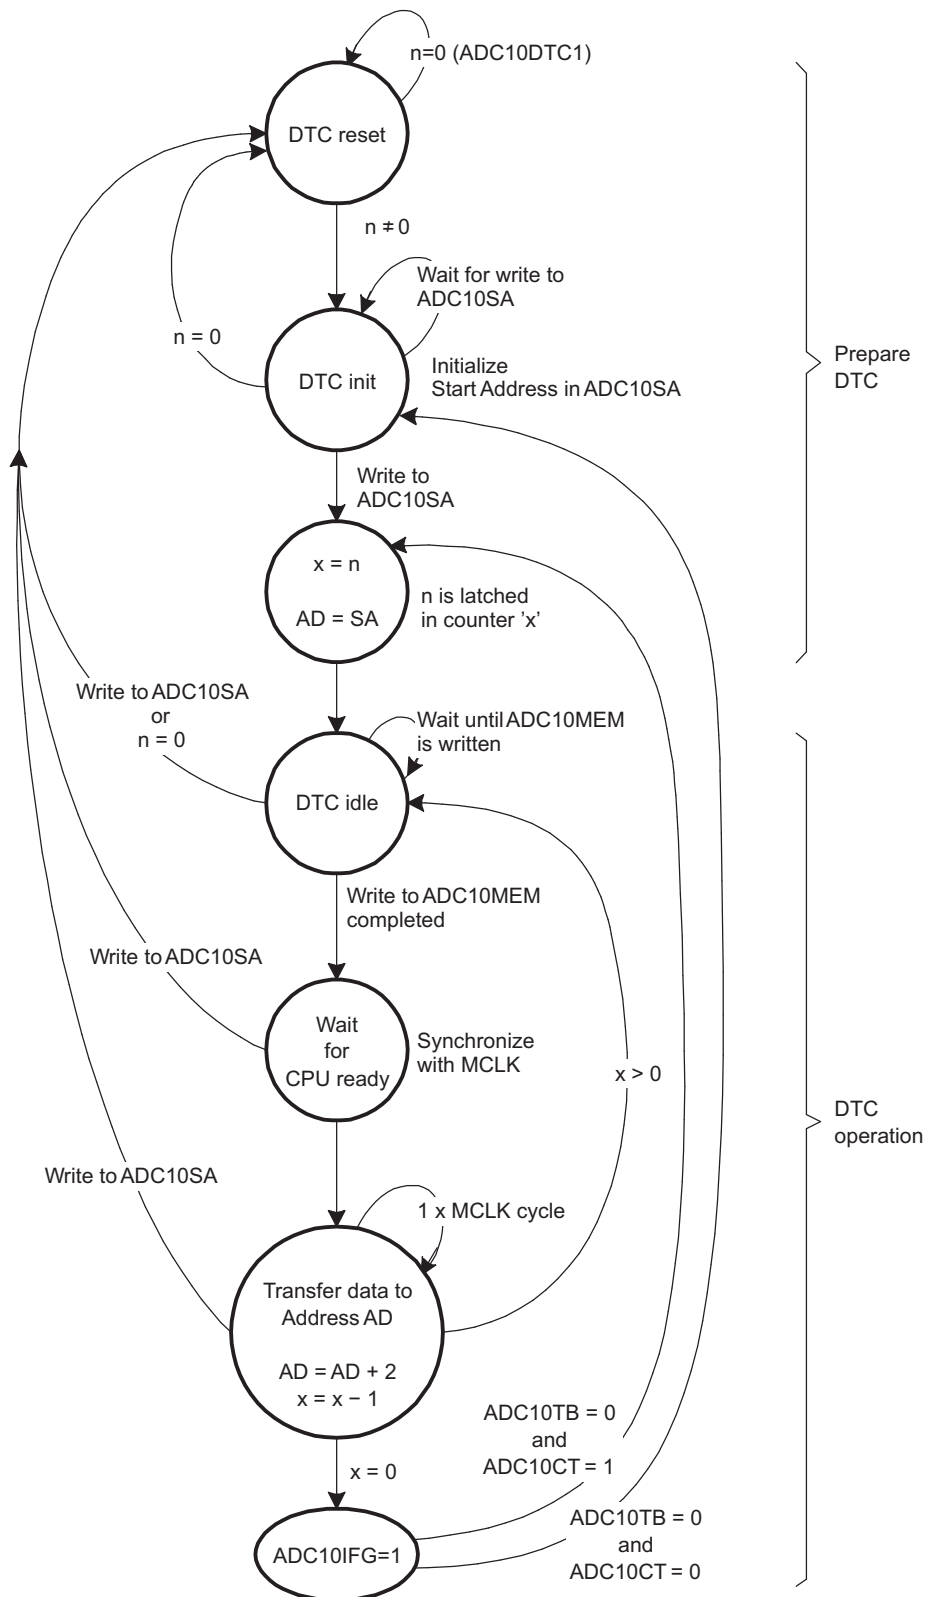 n=0 (ADC10DTC1)
DTC reset
n ≠ 0
Wait for write to
ADC10SA
n = 0
DTC init
Initialize
Start Address in ADC10SA
Prepare
DTC
Write to
ADC10SA
x = n
AD = SA
n is latched
in counter ’x’
Write to ADC10SA
or
n = 0
Wait until ADC10MEM
is written
DTC idle
Write to ADC10MEM
completed
Write to ADC10SA
Wait
for
CPU ready
Synchronize
with MCLK
x > 0
DTC
operation
Write to ADC10SA
1 x MCLK cycle
Transfer data to
Address AD
AD = AD + 2
x = x − 1
ADC10TB = 0
and
ADC10CT = 1
x = 0
ADC10IFG=1
ADC10TB = 0
and
ADC10CT = 0